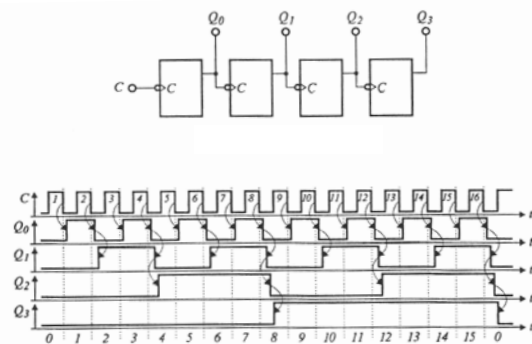 Q0 Q1 Q2 Q3
C C C C C
C 1 2 3 4 5 6 7 8 9 10 11 12 13 14 15 16 t
Q0 t
Q1 t
Q2 t
Q3 t
0 1 2 3 4 5 6 7 8 9 10 11 12 13 14 15 0